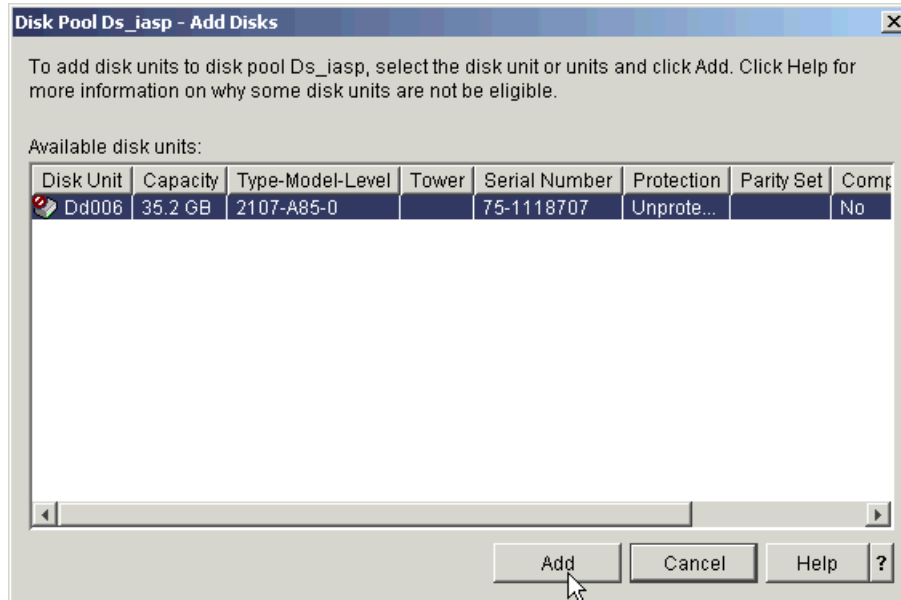 Disk Pool Ds_iasp - Add Disks
To add disk units to disk pool Ds_iasp, select the disk unit or units and click Add. Click Help for
more information on why some disk units are not be eligible.
Available disk units:
Disk Unit Capacity Type-Model-Level Tower Serial Number Protection Parity Set Comp
Dd006 35.2 GB 2107-A85-0 75-1118707 Unprote... No
Add Cancel Help ?